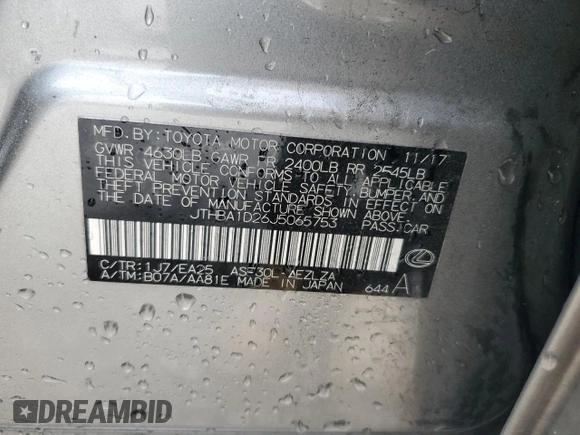 MFD. BY: TOYOTA MOTOR CORPORATION 11/17
GVWR 4630LB GAWR FR 2400LB RR 2545LB
THIS VEHICLE CONFORMS TO ALL APPLICABLE
FEDERAL MOTOR VEHICLE SAFETY, BUMPER AND
THEFT PREVENTION STANDARDS IN EFFECT ON
THE DATE OF MANUFACTURE SHOWN ABOVE.
JTHBA1D26J5065753 PASS.CAR
C/TR:1J7/EA25 ASE30L-AEZLZA
A/TM:B07A/AA81E MADE IN JAPAN 644 A
DREAMBID